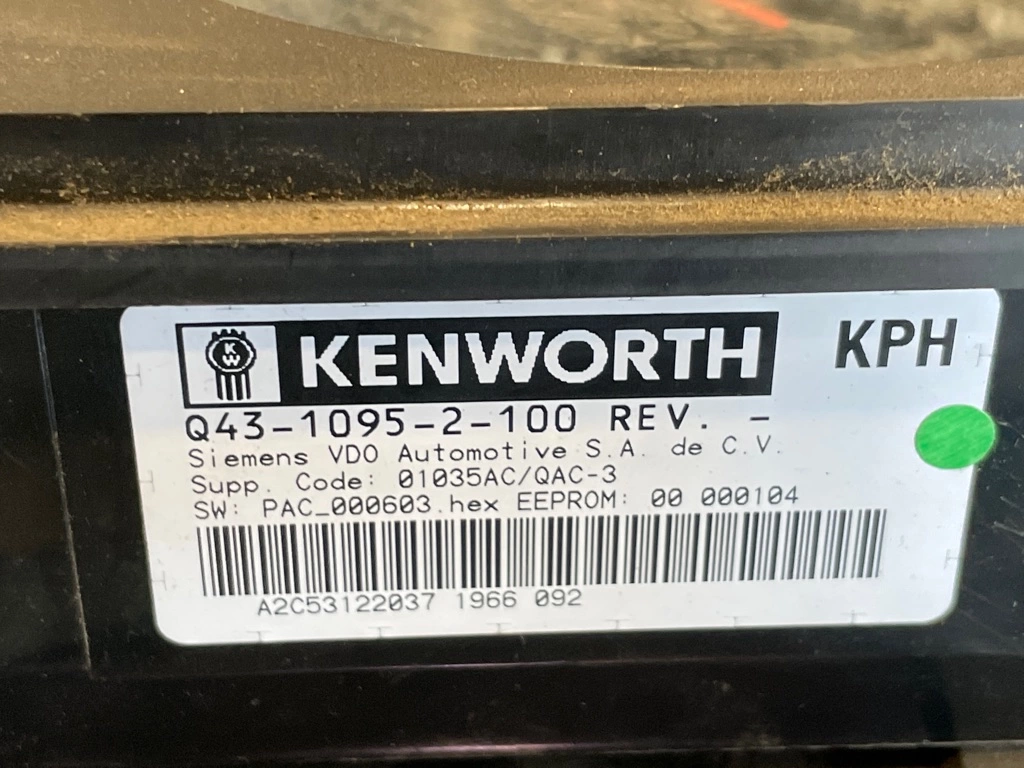 KW KENWORTH KPH
Q43-1095-2-100 REV. -
Siemens VDO Automotive S.A. de C.V.
Supp. Code: 01035AC/QAC-3
SW: PAC_000603.hex EEPROM: 00 000104
A2C53122037 1966 092